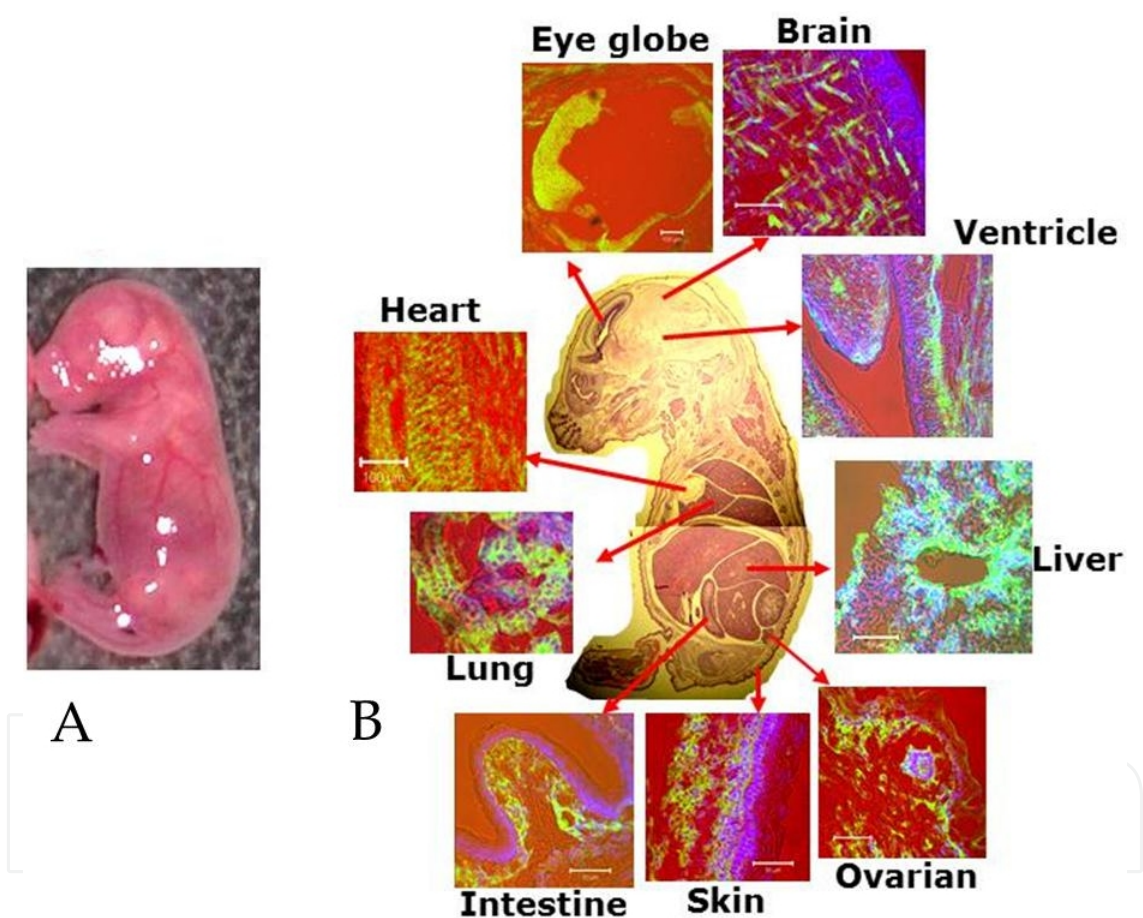 Eye globe
Brain
Ventricle
Heart
100 µm
Liver
Lung
A
B
Intestine
Skin
Ovarian